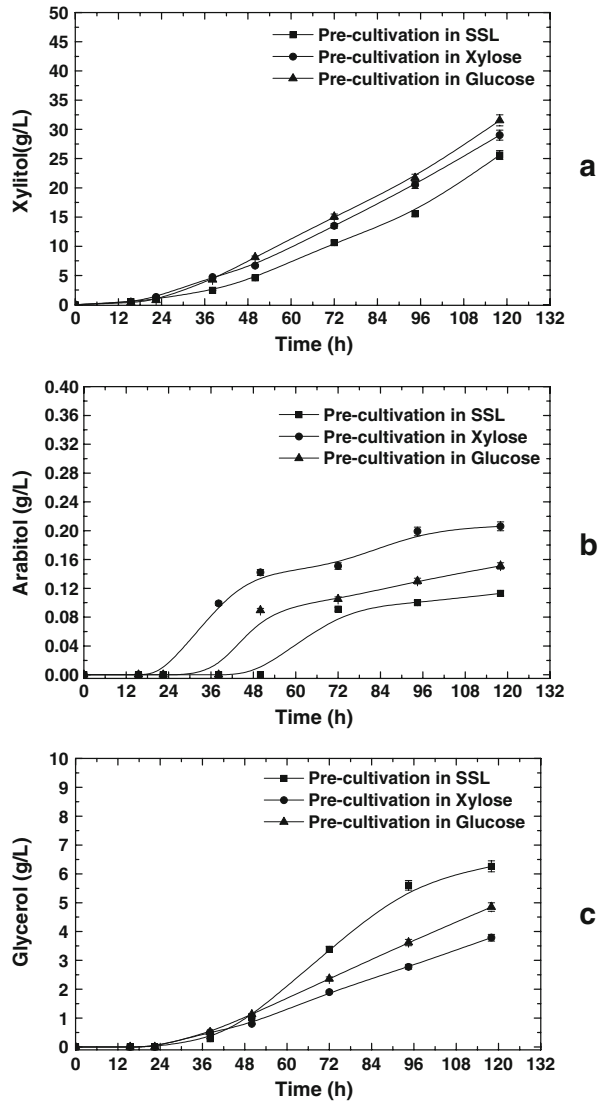 Pre-cultivation in SSL
Pre-cultivation in Xylose
Pre-cultivation in Glucose
Xylitol(g/L)
50
45
40
35
30
25
20
15
10
5
0
0 12 24 36 48 60 72 84 96 108 120 132
Time (h)
a
Pre-cultivation in SSL
Pre-cultivation in Xylose
Pre-cultivation in Glucose
Arabitol (g/L)
0.40
0.36
0.32
0.28
0.24
0.20
0.16
0.12
0.08
0.04
0.00
0 12 24 36 48 60 72 84 96 108 120 132
Time (h)
b
Pre-cultivation in SSL
Pre-cultivation in Xylose
Pre-cultivation in Glucose
Glycerol (g/L)
10
9
8
7
6
5
4
3
2
1
0
0 12 24 36 48 60 72 84 96 108 120 132
Time (h)
c